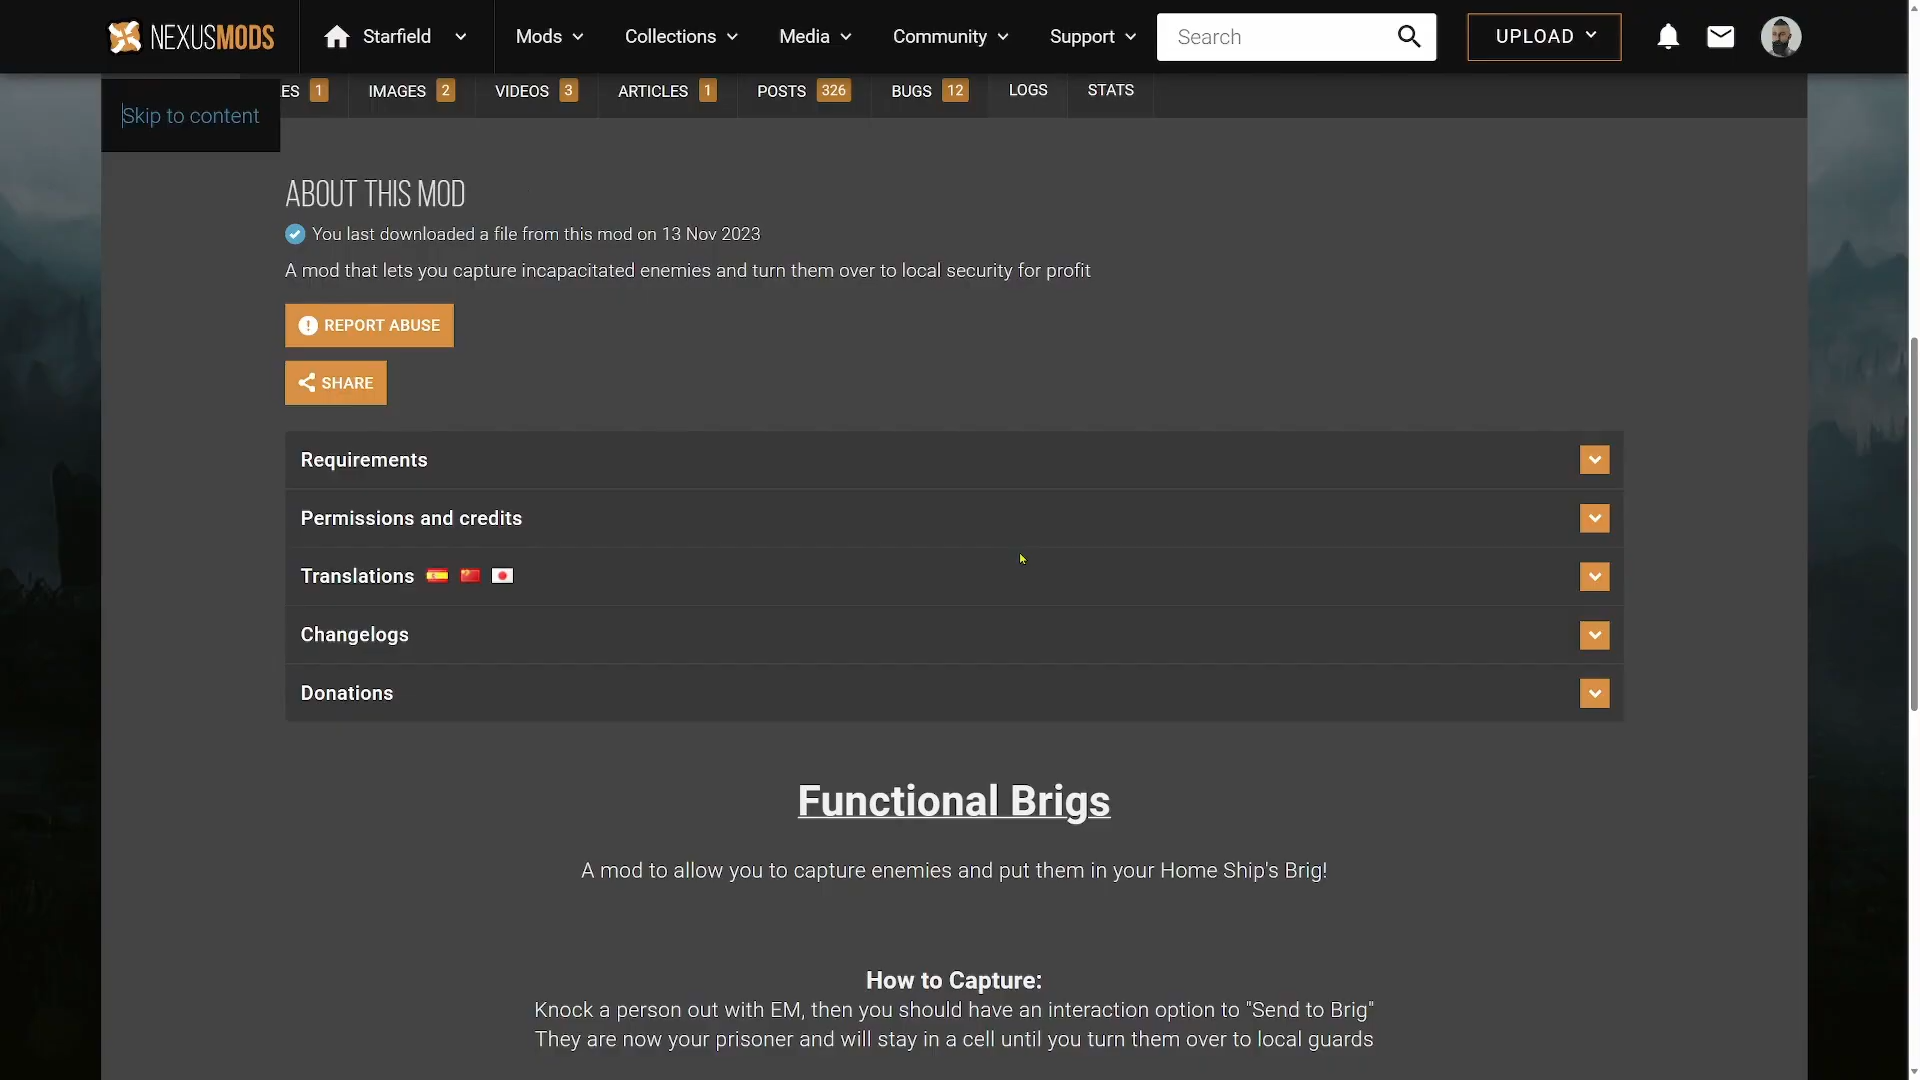 NEXUSMODS
Starfield
Mods
Collections
Media
Community
Support
Search
UPLOAD
Skip to content
ES 1
IMAGES 2
VIDEOS 3
ARTICLES 1
POSTS 326
BUGS 12
LOGS
STATS
ABOUT THIS MOD
You last downloaded a file from this mod on 13 Nov 2023
A mod that lets you capture incapacitated enemies and turn them over to local security for profit
REPORT ABUSE
SHARE
Requirements
Permissions and credits
Translations
Changelogs
Donations
Functional Brigs
A mod to allow you to capture enemies and put them in your Home Ship's Brig!
How to Capture:
Knock a person out with EM, then you should have an interaction option to "Send to Brig"
They are now your prisoner and will stay in a cell until you turn them over to local guards